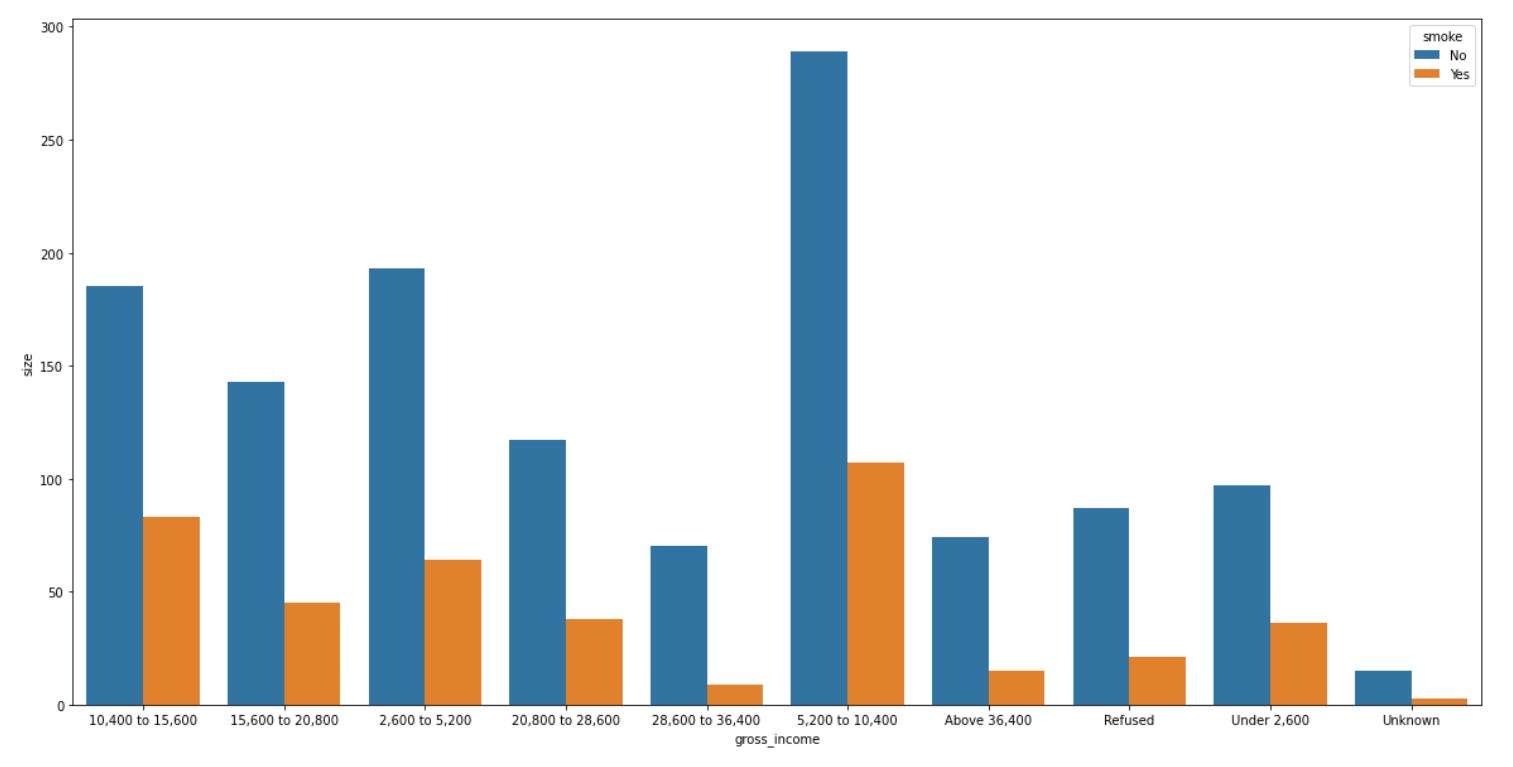 300
250
200
150
100
50
0
size
smoke
No
Yes
10,400 to 15,600
15,600 to 20,800
2,600 to 5,200
20,800 to 28,600
28,600 to 36,400
5,200 to 10,400
Above 36,400
Refused
Under 2,600
Unknown
gross_income